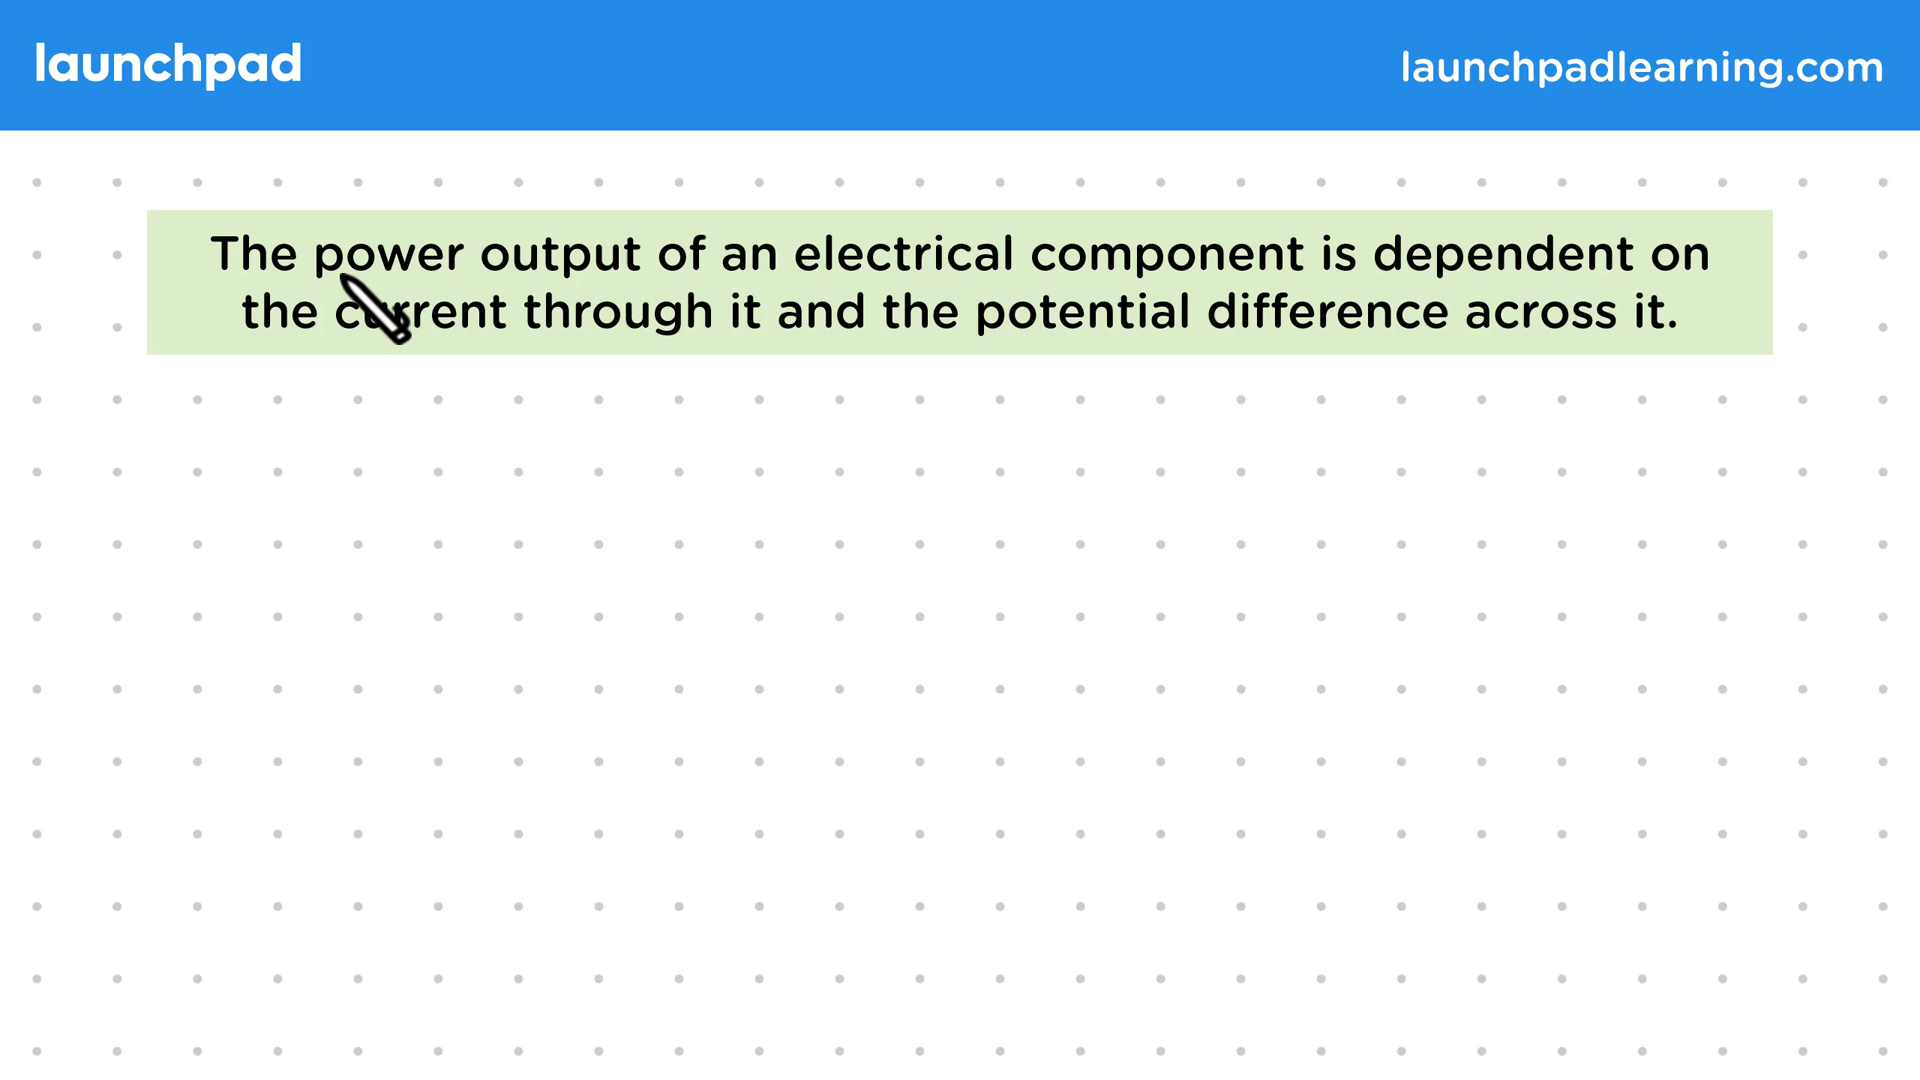 launchpad
launchpadlearning.com
The power output of an electrical component is dependent on
the current through it and the potential difference across it.